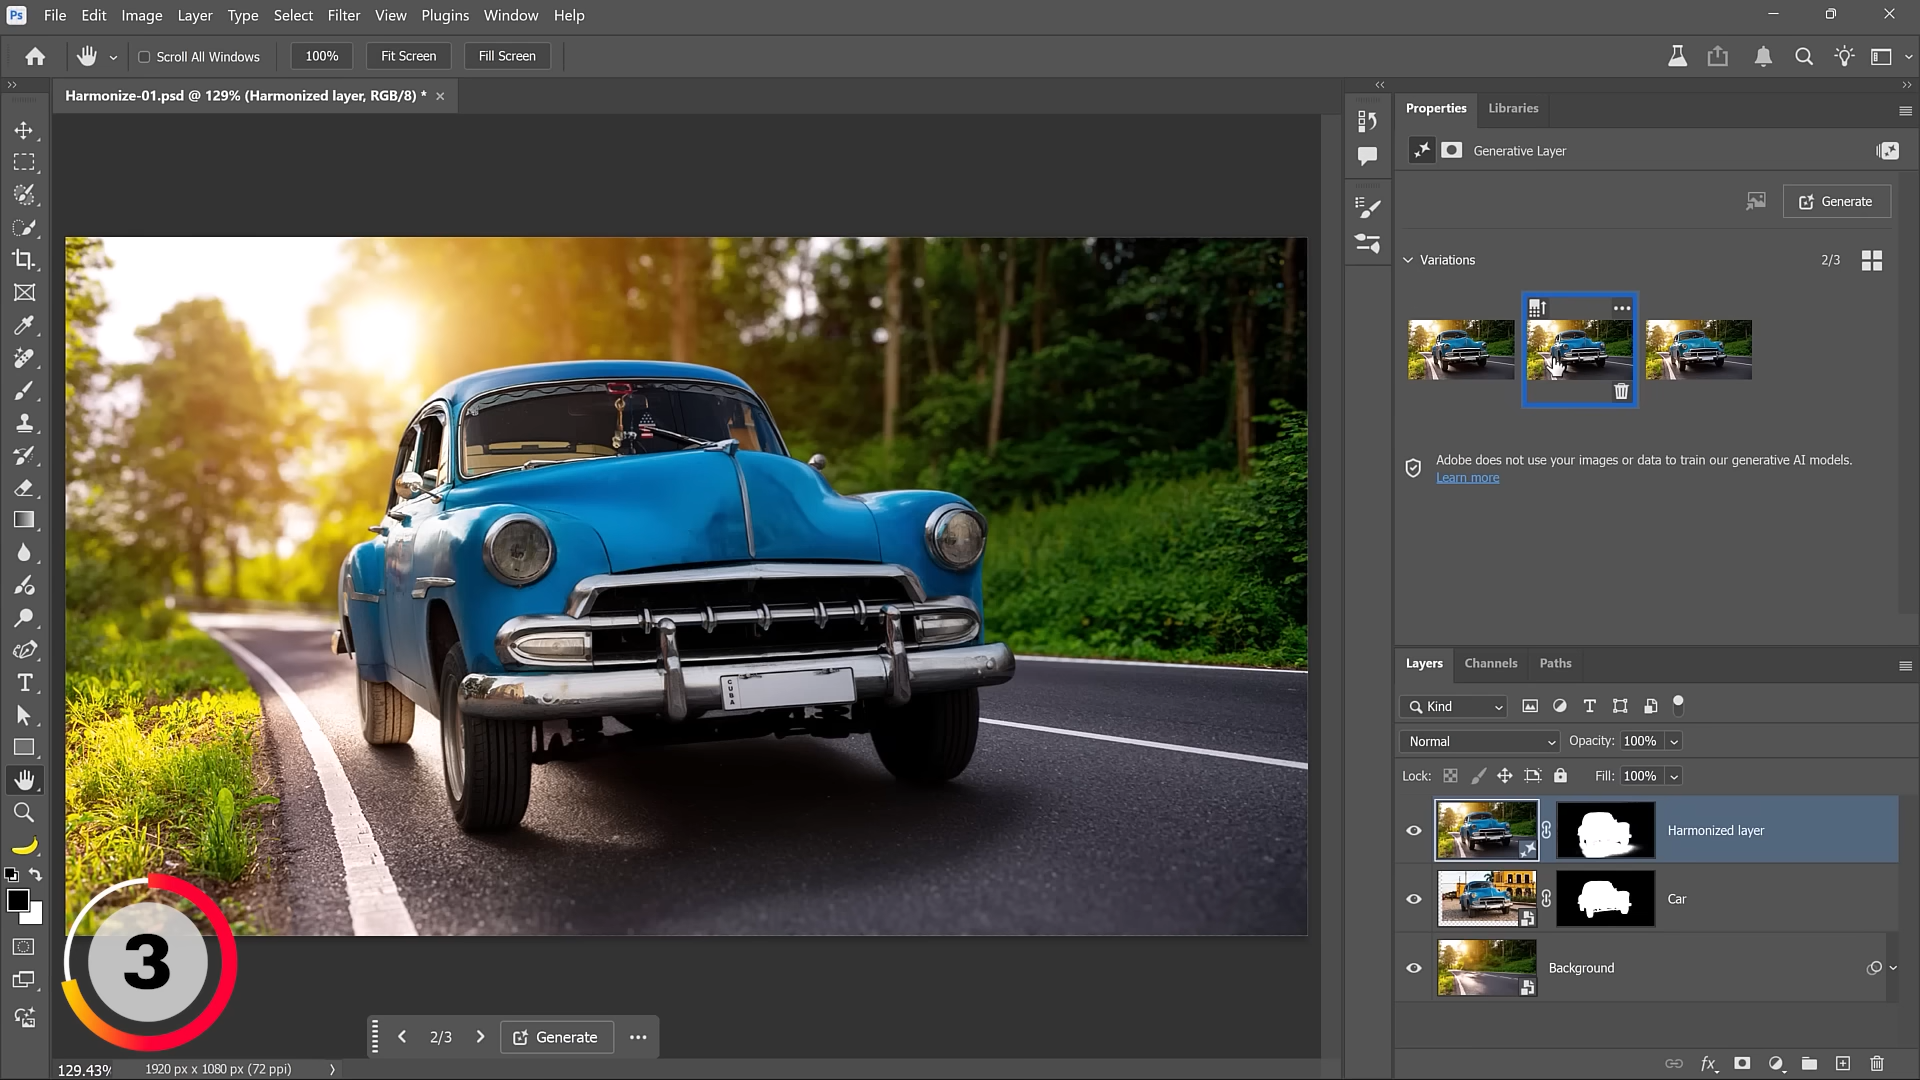 Ps File Edit Image Layer Type Select Filter View Plugins Window Help
Scroll All Windows 100% Fit Screen Fill Screen
Harmonize-01.psd @ 129% (Harmonized layer, RGB/8) *
Properties Libraries
Generative Layer
Generate
Variations 2/3
Adobe does not use your images or data to train our generative AI models.
Learn more
CUBA
Layers Channels Paths
Kind
Normal Opacity: 100%
Lock: Fill: 100%
Harmonized layer
Car
Background
3
2/3 Generate
129.43% 1920 px x 1080 px (72 ppi)
fx